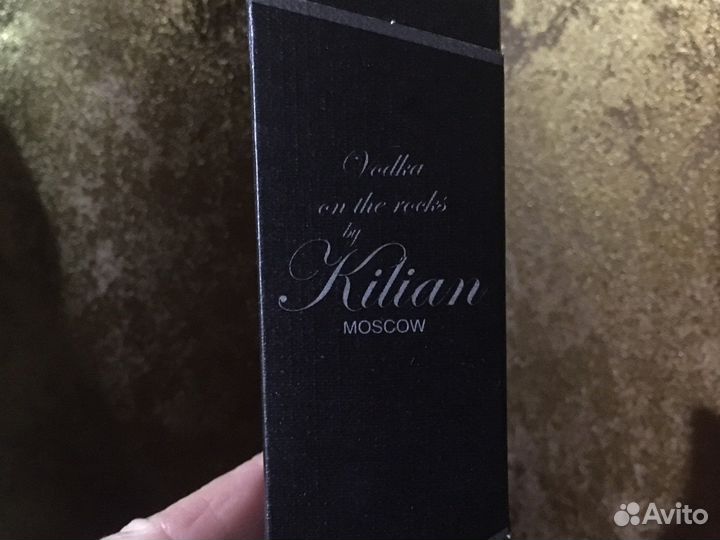 Vodka
on the rocks
by
Kilian
MOSCOW
Avito